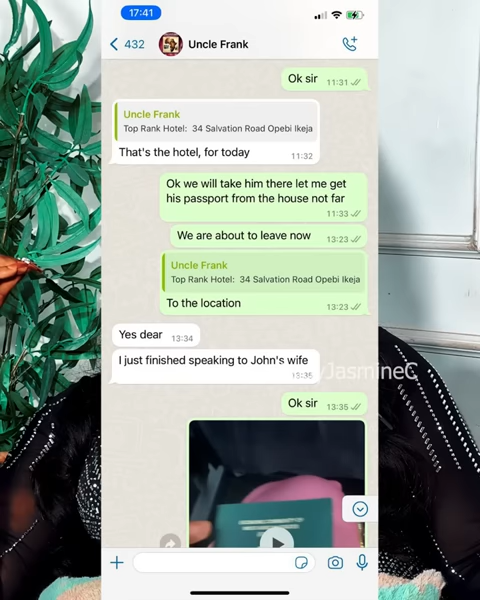 17:41
432
Uncle Frank
Ok sir 11:31
Uncle Frank
Top Rank Hotel: 34 Salvation Road Opebi Ikeja
That's the hotel, for today 11:32
Ok we will take him there let me get
his passport from the house not far
11:33
We are about to leave now 13:23
Uncle Frank
Top Rank Hotel: 34 Salvation Road Opebi Ikeja
To the location 13:23
Yes dear 13:34
I just finished speaking to John's wife
13:35
yJasmineC
Ok sir 13:35